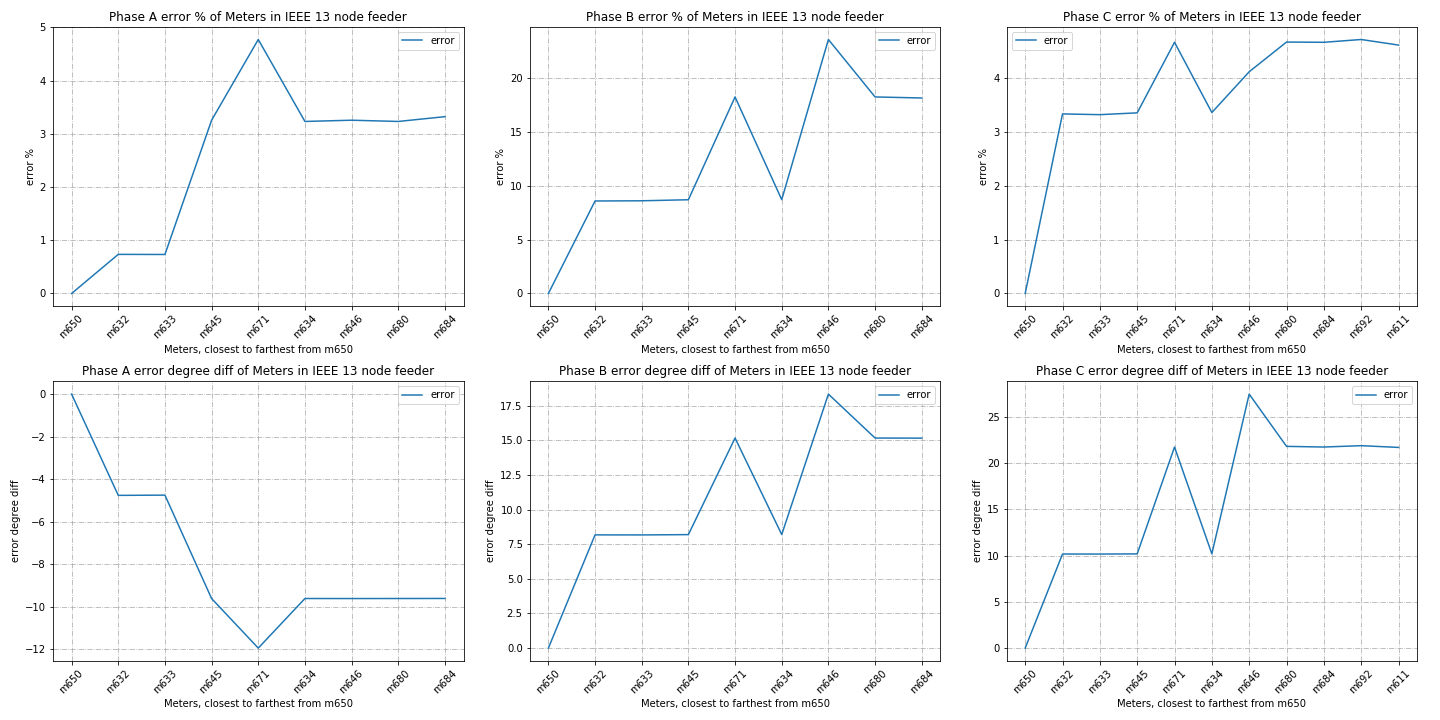 Phase A error % of Meters in IEEE 13 node feeder
error
error %
5
4
3
2
1
0
m650
m632
m633
m645
m671
m634
m646
m680
m684
Meters, closest to farthest from m650
Phase B error % of Meters in IEEE 13 node feeder
error
error %
20
15
10
5
0
m650
m632
m633
m645
m671
m634
m646
m680
m684
Meters, closest to farthest from m650
Phase C error % of Meters in IEEE 13 node feeder
error
error %
4
3
2
1
0
m650
m632
m633
m645
m671
m634
m646
m680
m684
m692
m611
Meters, closest to farthest from m650
Phase A error degree diff of Meters in IEEE 13 node feeder
error
error degree diff
0
−2
−4
−6
−8
−10
−12
m650
m632
m633
m645
m671
m634
m646
m680
m684
Meters, closest to farthest from m650
Phase B error degree diff of Meters in IEEE 13 node feeder
error
error degree diff
17.5
15.0
12.5
10.0
7.5
5.0
2.5
0.0
m650
m632
m633
m645
m671
m634
m646
m680
m684
Meters, closest to farthest from m650
Phase C error degree diff of Meters in IEEE 13 node feeder
error
error degree diff
25
20
15
10
5
0
m650
m632
m633
m645
m671
m634
m646
m680
m684
m692
m611
Meters, closest to farthest from m650